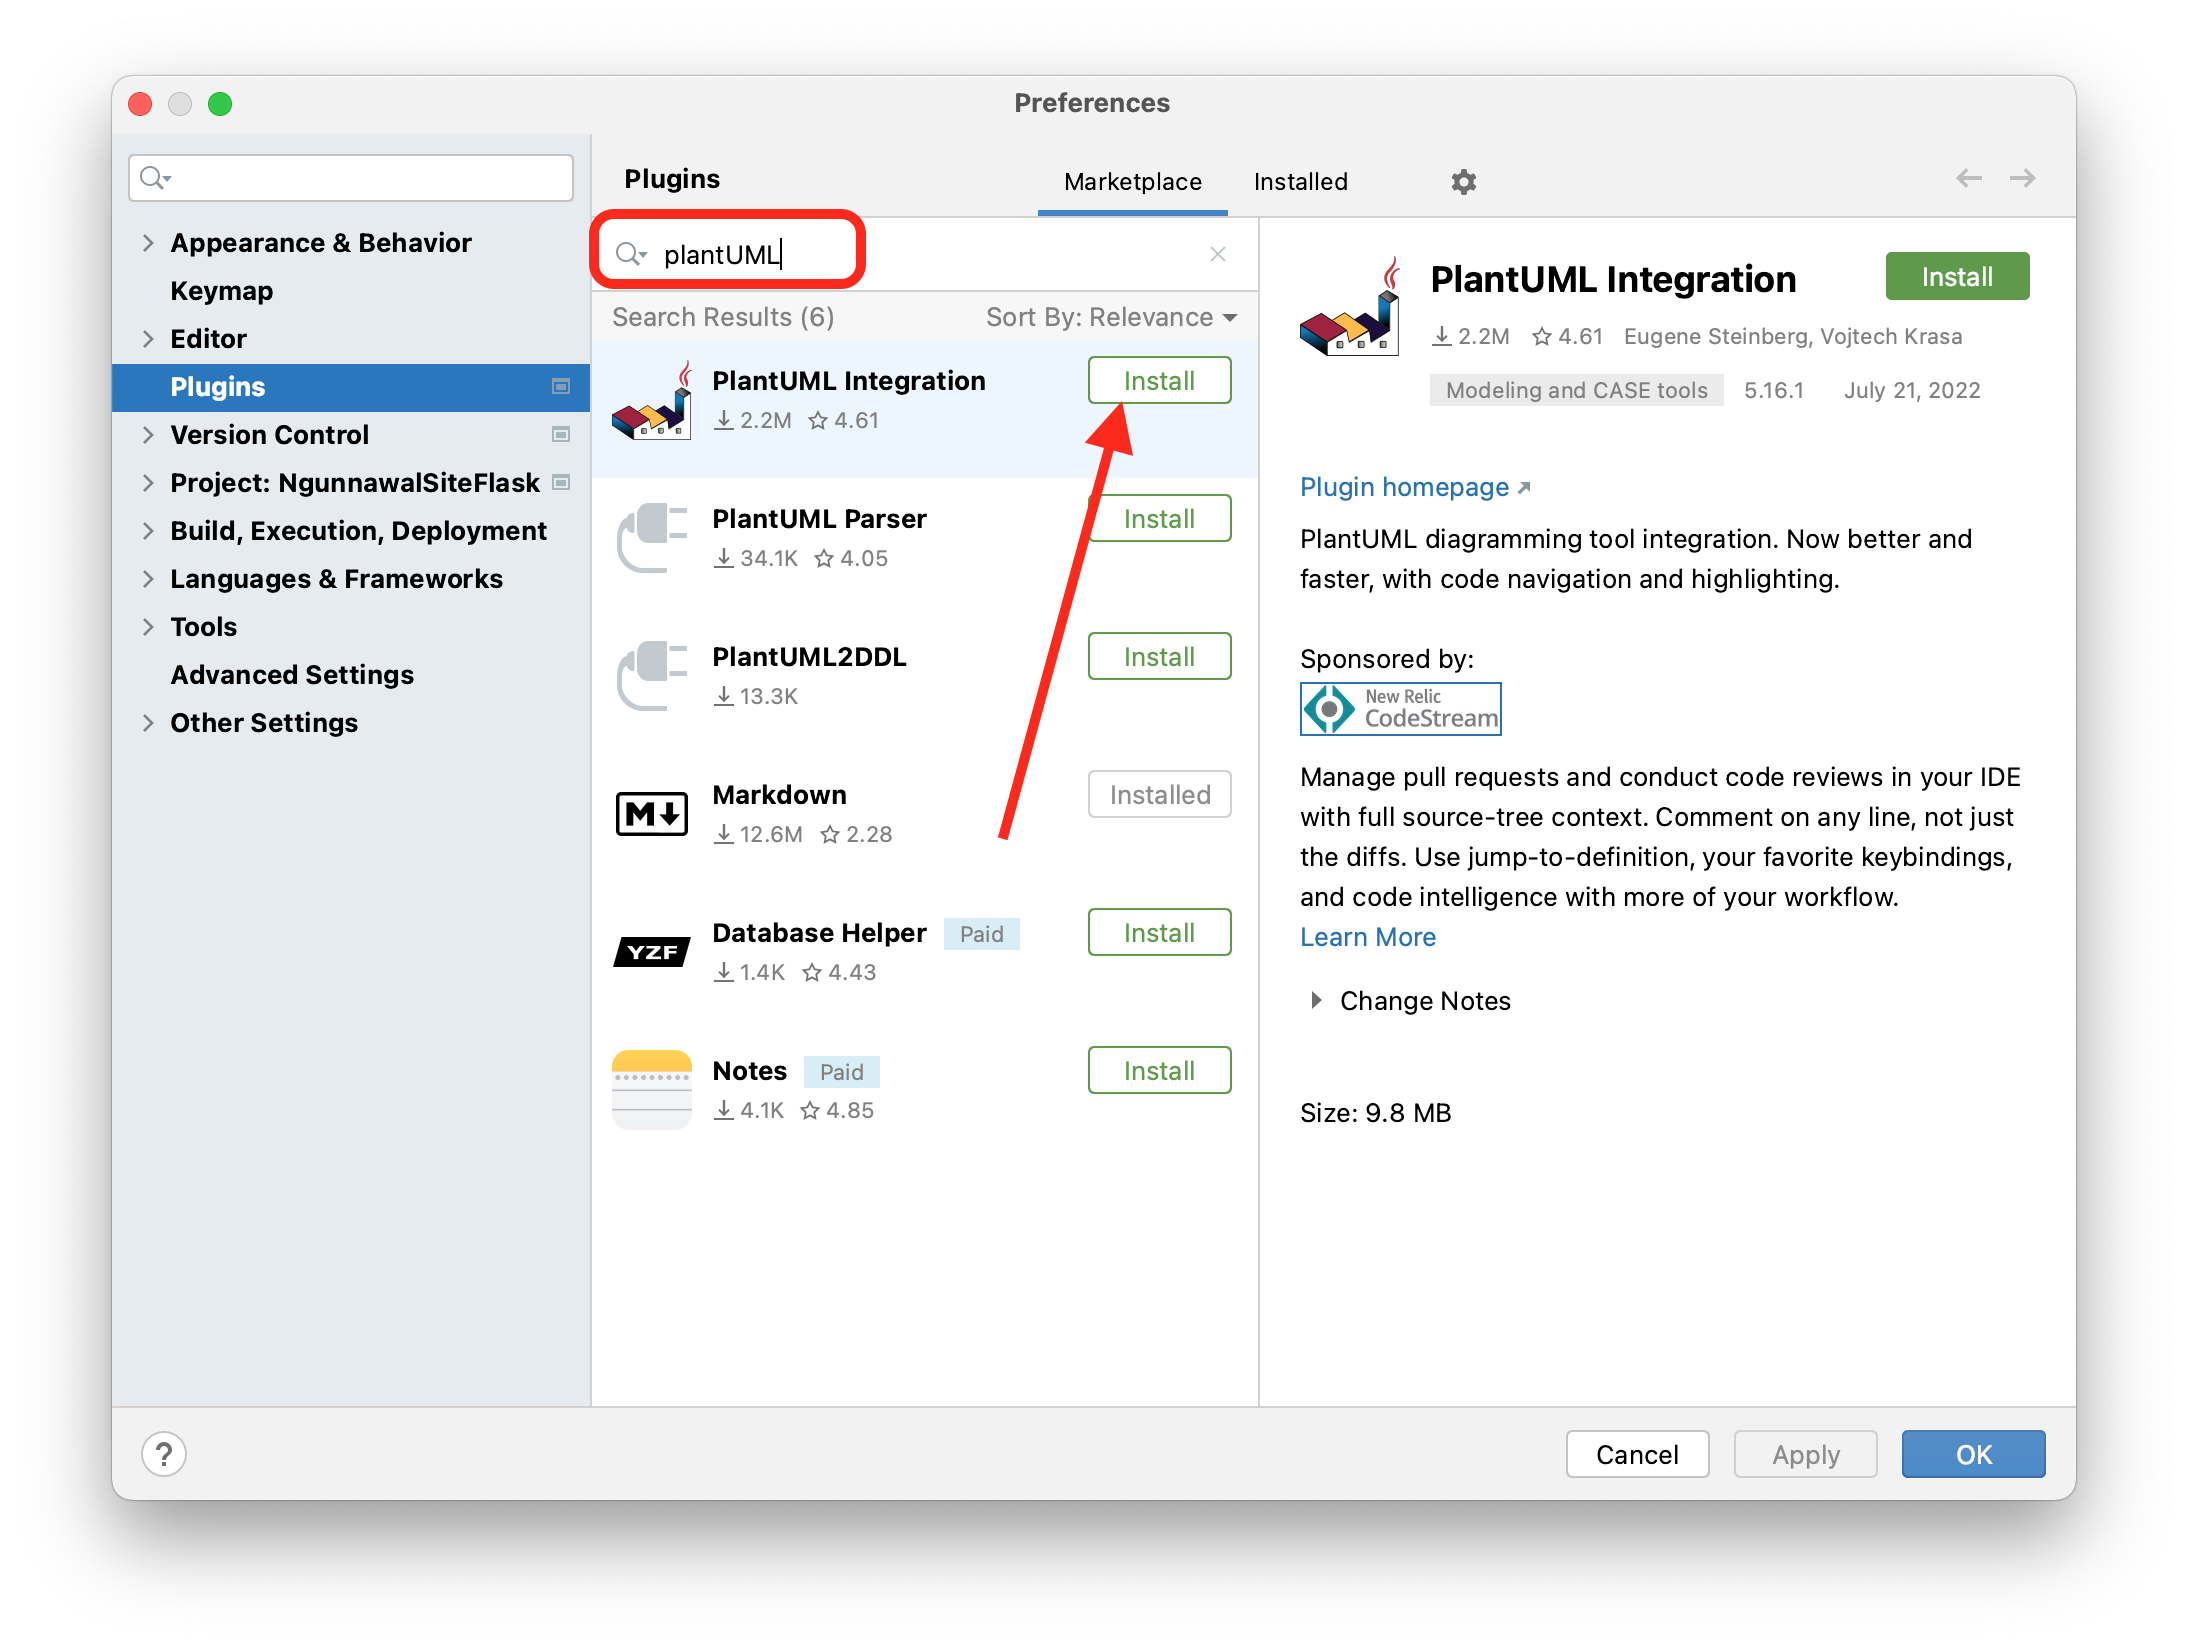 Preferences
Appearance & Behavior
Keymap
Editor
Plugins
Version Control
Project: NgunnawalSiteFlask
Build, Execution, Deployment
Languages & Frameworks
Tools
Advanced Settings
Other Settings
Plugins
Marketplace
Installed
plantUML
Search Results (6)
Sort By: Relevance
PlantUML Integration
Install
2.2M 4.61
PlantUML Parser
Install
34.1K 4.05
PlantUML2DDL
Install
13.3K
M
Markdown
Installed
12.6M 2.28
YZF
Database Helper Paid
Install
1.4K 4.43
Notes Paid
Install
4.1K 4.85
PlantUML Integration
Install
2.2M 4.61 Eugene Steinberg, Vojtech Krasa
Modeling and CASE tools 5.16.1 July 21, 2022
Plugin homepage
PlantUML diagramming tool integration. Now better and
faster, with code navigation and highlighting.
Sponsored by:
New Relic
CodeStream
Manage pull requests and conduct code reviews in your IDE
with full source-tree context. Comment on any line, not just
the diffs. Use jump-to-definition, your favorite keybindings,
and code intelligence with more of your workflow.
Learn More
Change Notes
Size: 9.8 MB
?
Cancel
Apply
OK